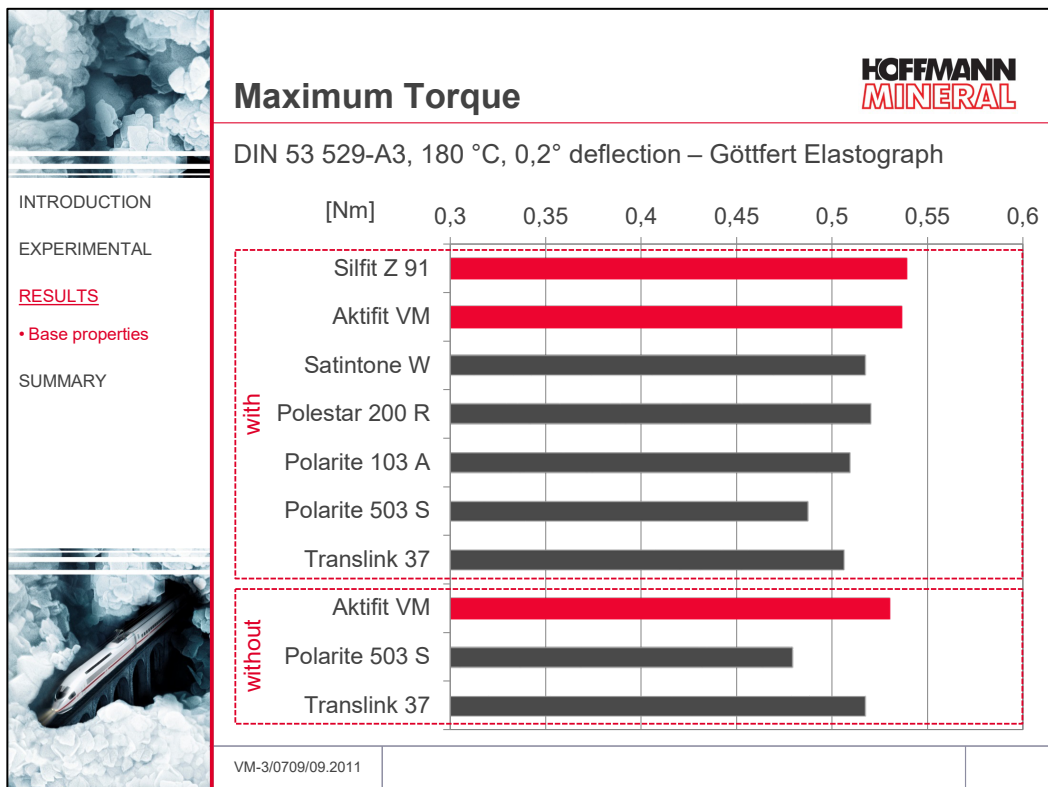 Maximum Torque
HOFFMANN
MINERAL
DIN 53 529-A3, 180 °C, 0,2° deflection – Göttfert Elastograph
INTRODUCTION
EXPERIMENTAL
RESULTS
• Base properties
SUMMARY
[Nm] 0,3 0,35 0,4 0,45 0,5 0,55 0,6
with
Silfit Z 91
Aktifit VM
Satintone W
Polestar 200 R
Polarite 103 A
Polarite 503 S
Translink 37
without
Aktifit VM
Polarite 503 S
Translink 37
VM-3/0709/09.2011